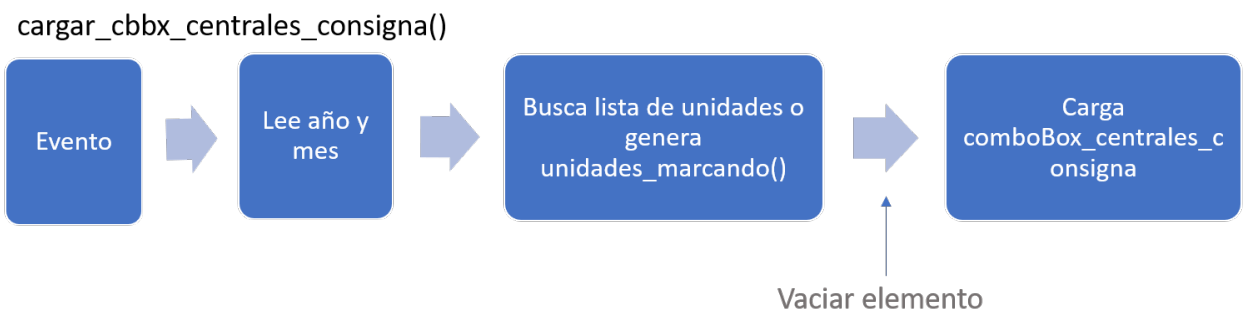 cargar_cbbx_centrales_consigna()
Evento
Lee año y
mes
Busca lista de unidades o
genera
unidades_marcando()
Carga
comboBox_centrales_c
onsigna
Vaciar elemento